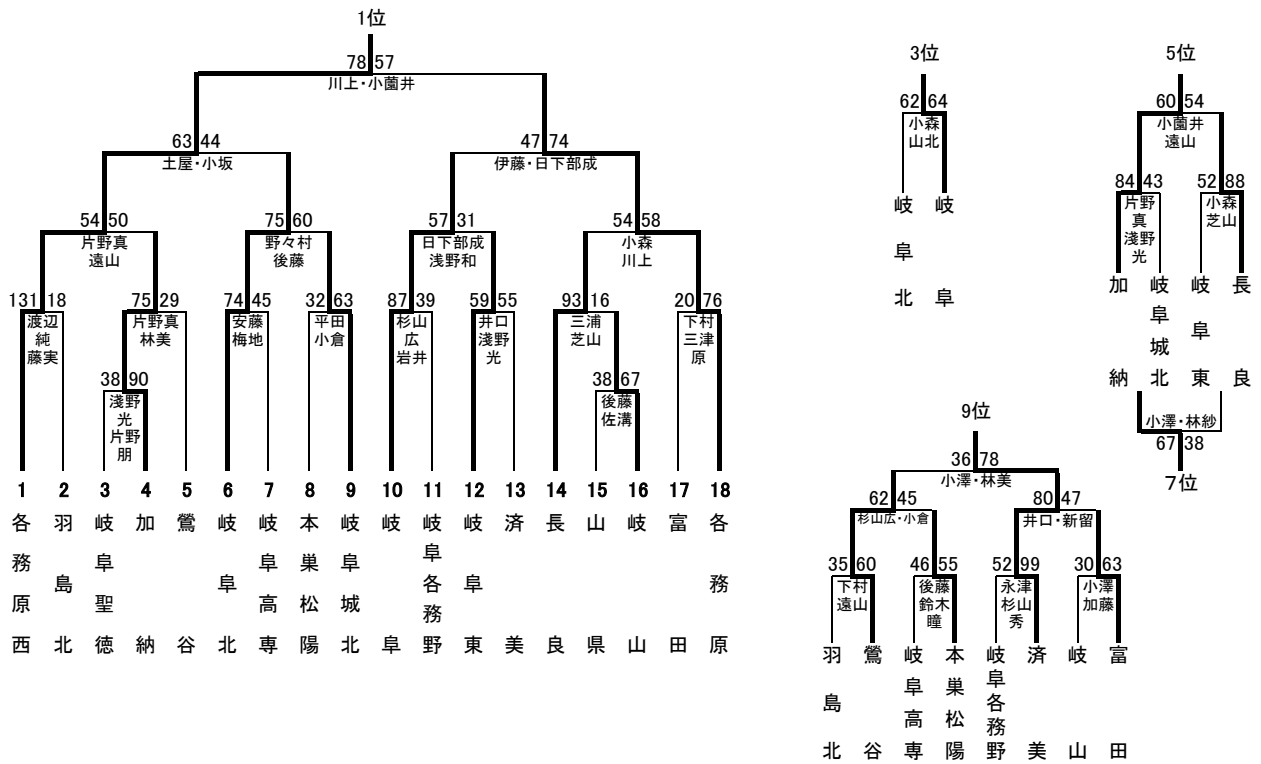 1位
78 57
川上・小薗井
63 44
土屋・小坂
47 74
伊藤・日下部成
54 50
片野真
遠山
75 60
野々村
後藤
57 31
日下部成
浅野和
54 58
小森
川上
131 18
渡辺
純
藤実
75 29
片野真
林美
74 45
安藤
梅地
32 63
平田
小倉
87 39
杉山
広
岩井
59 55
井口
淺野
光
93 16
三浦
芝山
20 76
下村
三津
原
38 90
淺野
光
片野
朋
38 67
後藤
佐溝
1 2 3 4 5 6 7 8 9 10 11 12 13 14 15 16 17 18
各務原西
羽島北
岐阜聖徳
加納
鶯谷
岐阜北
岐阜高専
本巣松陽
岐阜城北
岐阜
岐阜各務野
岐阜東
済美
長良
山県
岐山
富田
各務原
3位
62 64
小森
山北
岐阜北
岐阜
5位
60 54
小薗井
遠山
84 43
片野
真
淺野
光
52 88
小森
芝山
加納
岐阜城北
岐阜東
長良
小澤・林紗
67 38
7位
9位
36 78
小澤・林美
62 45
杉山広・小倉
80 47
井口・新留
35 60
下村
遠山
46 55
後藤
鈴木
瞳
52 99
永津
杉山
秀
30 63
小澤
加藤
羽島北
鶯谷
岐阜高専
本巣松陽
岐阜各務野
済美
岐山
富田